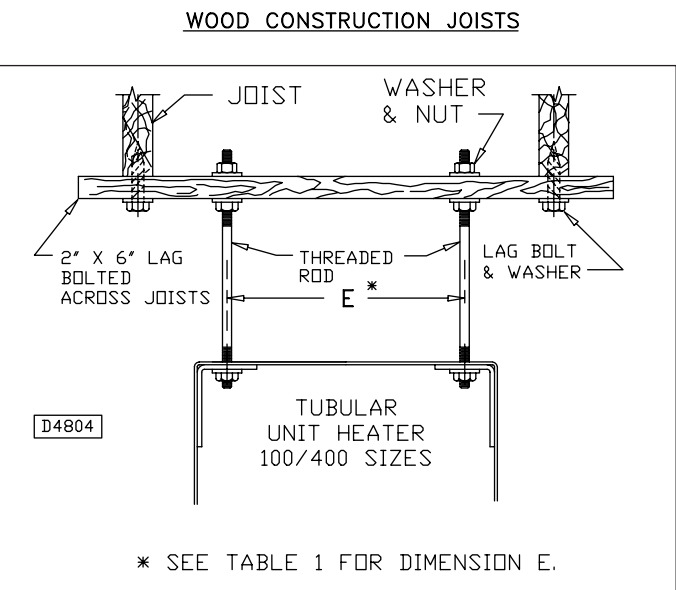 WOOD CONSTRUCTION JOISTS
JOIST
WASHER
& NUT
2" X 6" LAG
BOLTED
ACROSS JOISTS
THREADED
ROD
LAG BOLT
& WASHER
E *
TUBULAR
UNIT HEATER
100/400 SIZES
D4804
* SEE TABLE 1 FOR DIMENSION E.